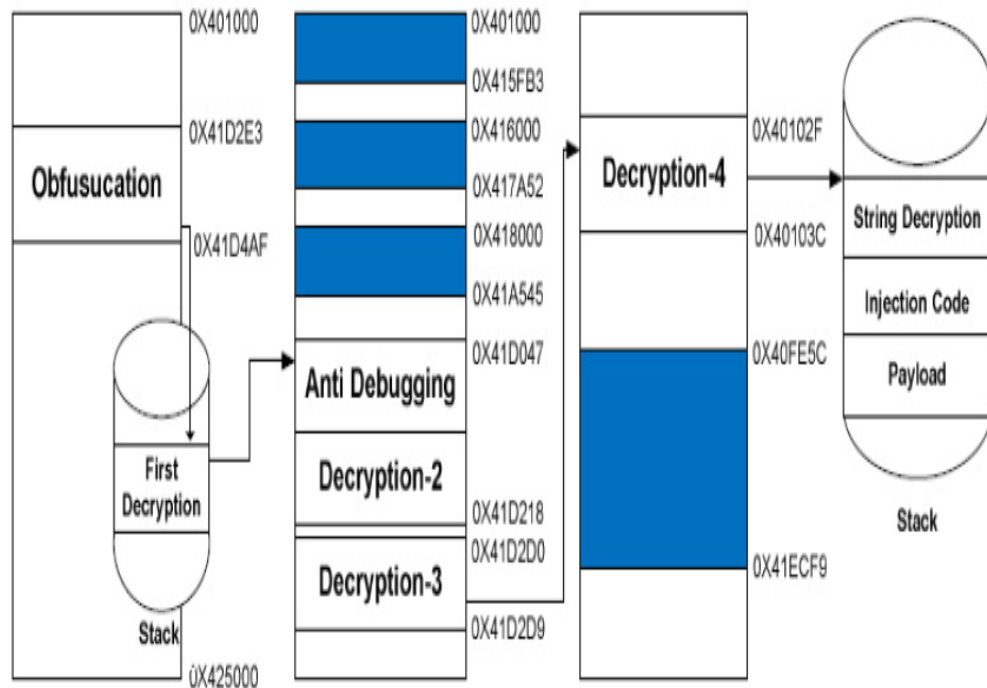 0X401000
0X41D2E3
Obfusucation
0X41D4AF
First
Decryption
Stack
0X425000
0X401000
0X415FB3
0X416000
0X417A52
0X418000
0X41A545
0X41D047
Anti Debugging
Decryption-2
0X41D218
0X41D2D0
Decryption-3
0X41D2D9
0X40102F
Decryption-4
0X40103C
0X40FE5C
0X41ECF9
String Decryption
Injection Code
Payload
Stack